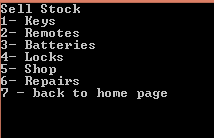 Sell Stock
1- Keys
2- Remotes
3- Batteries
4- Locks
5- Shop
6- Repairs
7 - back to home page